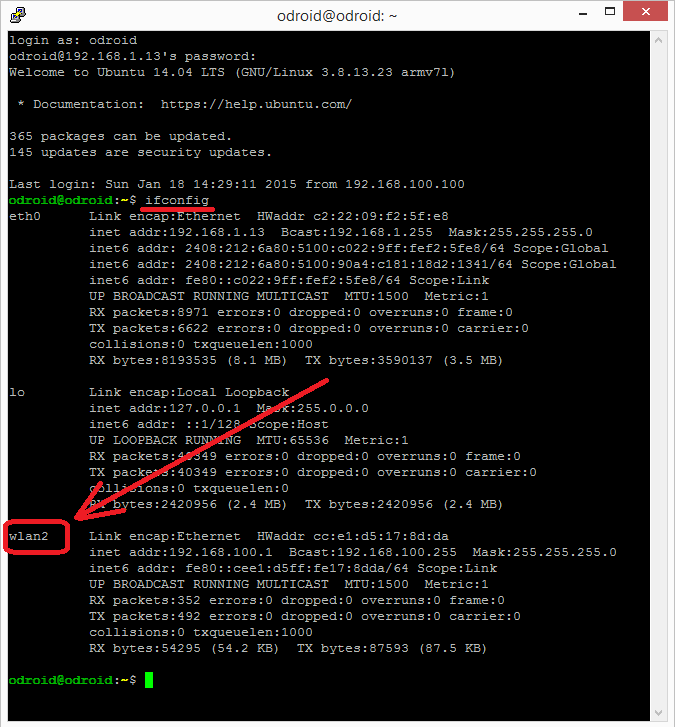 odroid@odroid: ~
login as: odroid
odroid@192.168.1.13's password:
Welcome to Ubuntu 14.04 LTS (GNU/Linux 3.8.13.23 armv7l)
* Documentation:  https://help.ubuntu.com/
365 packages can be updated.
145 updates are security updates.
Last login: Sun Jan 18 14:29:11 2015 from 192.168.100.100
odroid@odroid:~$ ifconfig
eth0      Link encap:Ethernet  HWaddr c2:22:09:f2:5f:e8
inet addr:192.168.1.13  Bcast:192.168.1.255  Mask:255.255.255.0
inet6 addr: 2408:212:6a80:5100:c022:9ff:fef2:5fe8/64 Scope:Global
inet6 addr: 2408:212:6a80:5100:90a4:c181:18d2:1341/64 Scope:Global
inet6 addr: fe80::c022:9ff:fef2:5fe8/64 Scope:Link
UP BROADCAST RUNNING MULTICAST  MTU:1500  Metric:1
RX packets:8971 errors:0 dropped:0 overruns:0 frame:0
TX packets:6622 errors:0 dropped:0 overruns:0 carrier:0
collisions:0 txqueuelen:1000
RX bytes:8193535 (8.1 MB)  TX bytes:3590137 (3.5 MB)
lo        Link encap:Local Loopback
inet addr:127.0.0.1  Mask:255.0.0.0
inet6 addr: ::1/128 Scope:Host
UP LOOPBACK RUNNING  MTU:65536  Metric:1
RX packets:40349 errors:0 dropped:0 overruns:0 frame:0
TX packets:40349 errors:0 dropped:0 overruns:0 carrier:0
collisions:0 txqueuelen:0
RX bytes:2420956 (2.4 MB)  TX bytes:2420956 (2.4 MB)
wlan2     Link encap:Ethernet  HWaddr cc:e1:d5:17:8d:da
inet addr:192.168.100.1  Bcast:192.168.100.255  Mask:255.255.255.0
inet6 addr: fe80::cee1:d5ff:fe17:8dda/64 Scope:Link
UP BROADCAST RUNNING MULTICAST  MTU:1500  Metric:1
RX packets:352 errors:0 dropped:0 overruns:0 frame:0
TX packets:492 errors:0 dropped:0 overruns:0 carrier:0
collisions:0 txqueuelen:1000
RX bytes:54295 (54.2 KB)  TX bytes:87593 (87.5 KB)
odroid@odroid:~$